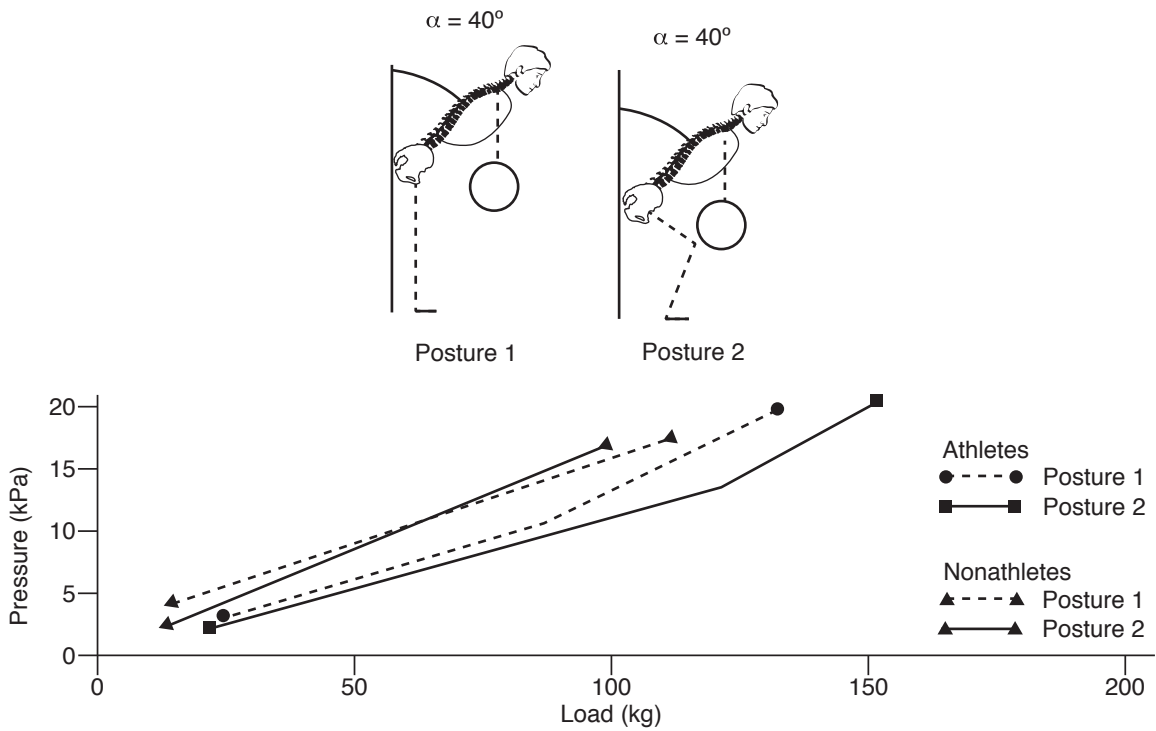 α = 40º
α = 40º
Posture 1
Posture 2
20
15
10
5
0
Pressure (kPa)
0
50
100
150
200
Load (kg)
Athletes
Posture 1
Posture 2
Nonathletes
Posture 1
Posture 2